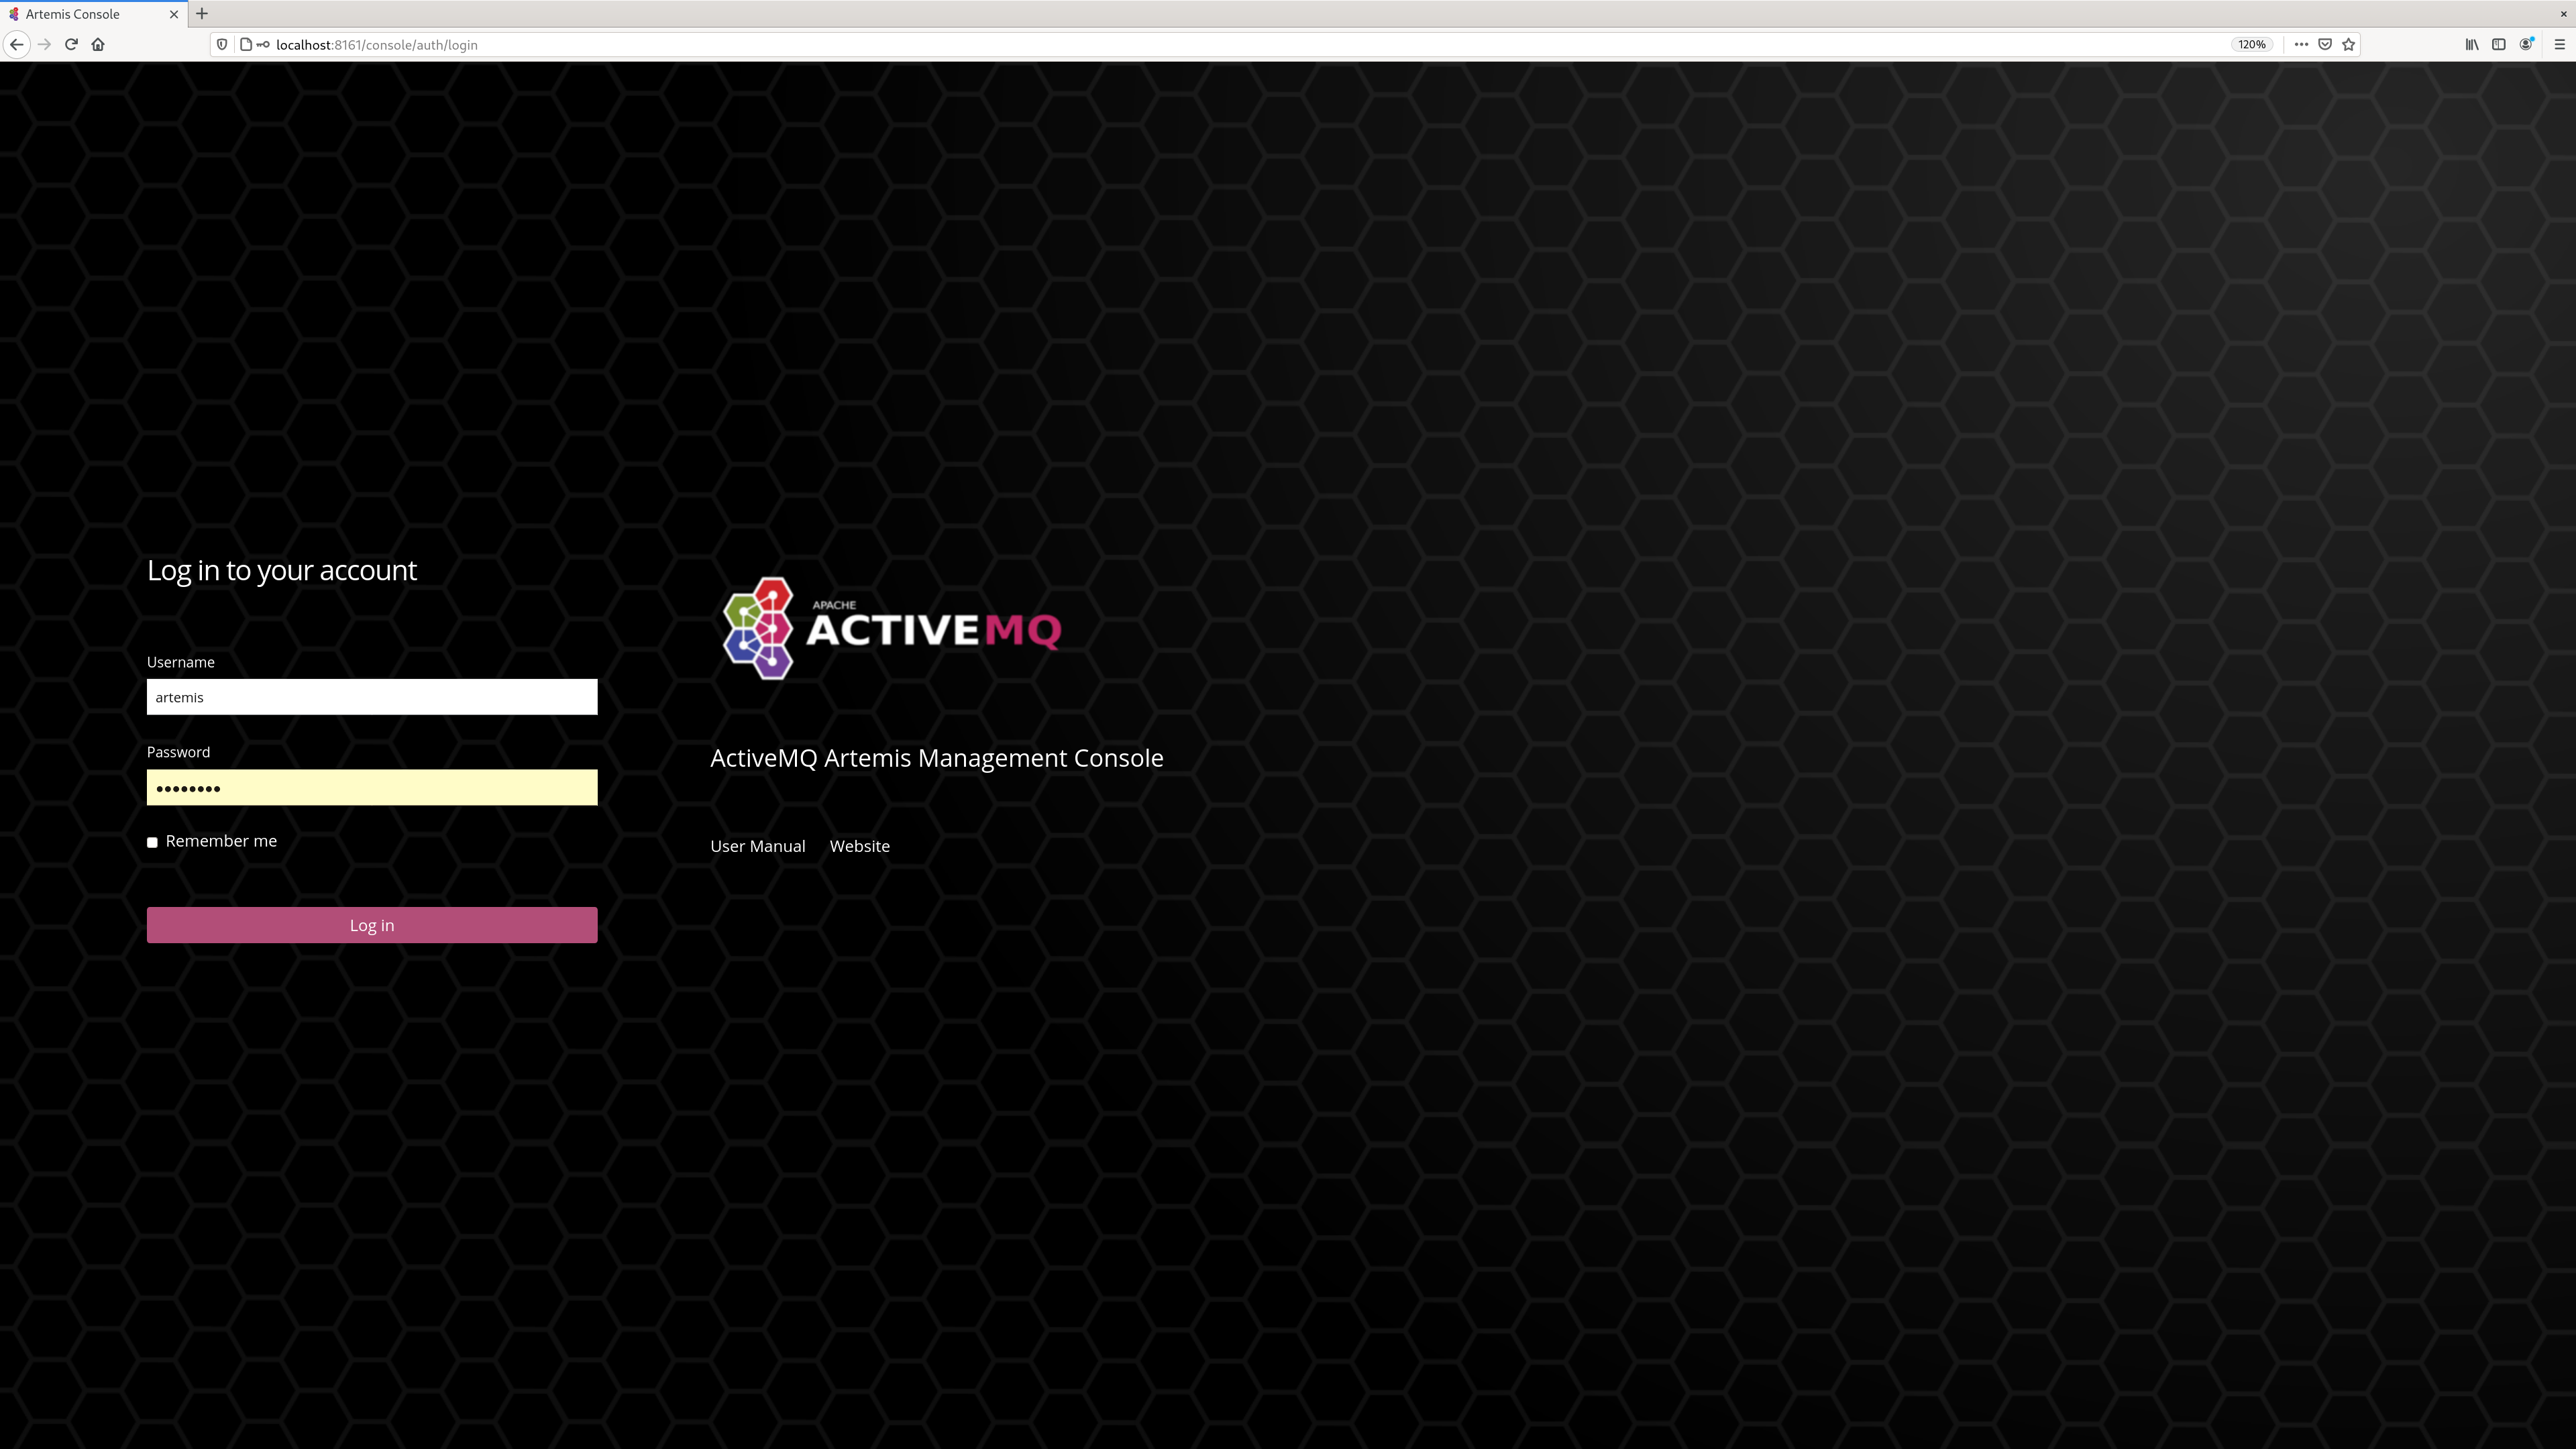 Artemis Console
localhost:8161/console/auth/login
120%
Log in to your account
Username
artemis
Password
••••••••
Remember me
Log in
APACHE
ACTIVEMQ
ActiveMQ Artemis Management Console
User Manual Website